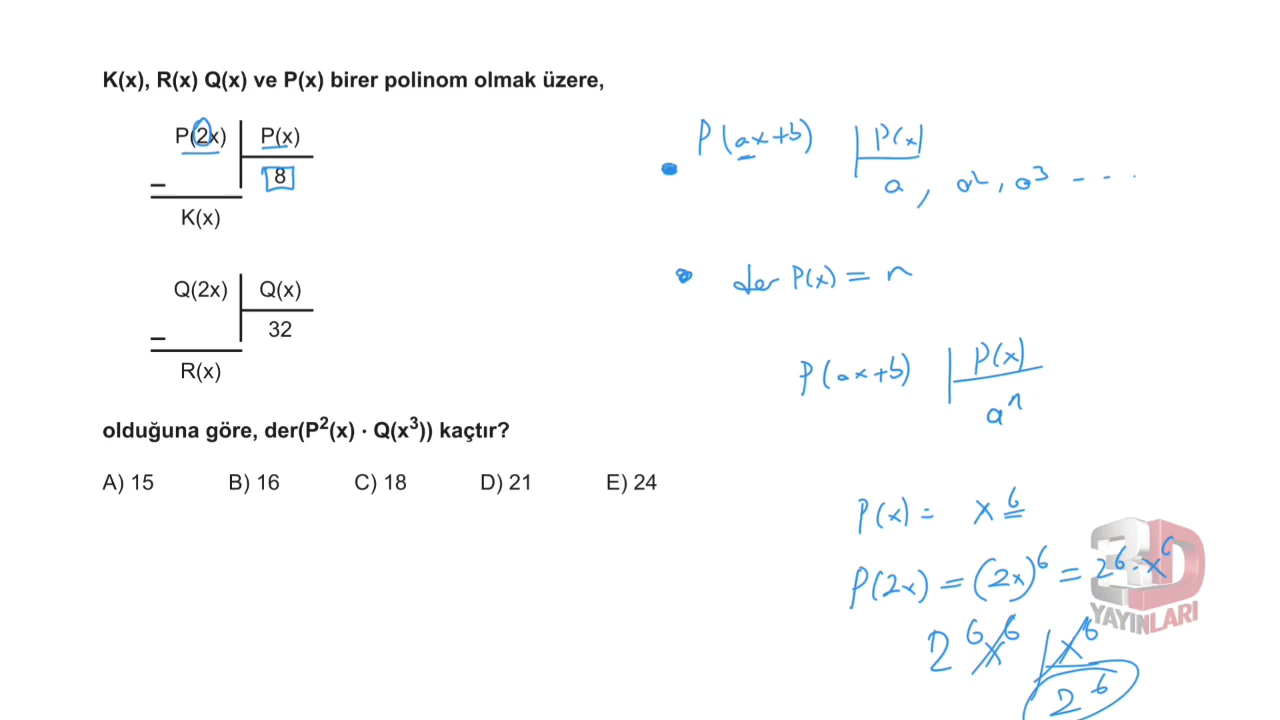 K(x), R(x) Q(x) ve P(x) birer polinom olmak üzere,
P(2x) P(x)
8
K(x)
Q(2x) Q(x)
32
R(x)
olduğuna göre, der(P²(x) · Q(x³)) kaçtır?
A) 15 B) 16 C) 18 D) 21 E) 24
P(ax+b) P(x)
a, a², a³ - - - .
der P(x) = n
P(ax+b) P(x)
aⁿ
P(x) = x⁶
P(2x) = (2x)⁶ = 2⁶·x⁶
2⁶x⁶ x⁶
2⁶
3D
YAYINLARI